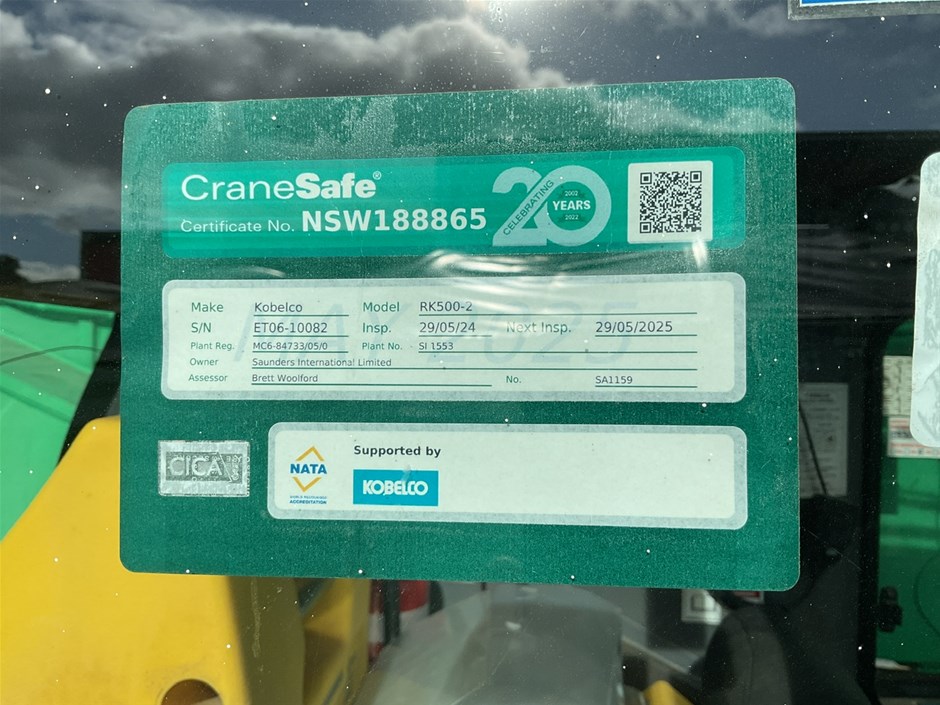 CraneSafe®
Certificate No. NSW188865
CELEBRATING 20 YEARS
2002
2022
Make Kobelco Model RK500-2
S/N ET06-10082 Insp. 29/05/24 Next Insp. 29/05/2025
Plant Reg. MC6-84733/05/0 Plant No. SI 1553
Owner Saunders International Limited
Assessor Brett Woolford No. SA1159
CICA
Supported by
NATA
ACCREDITATION
KOBELCO